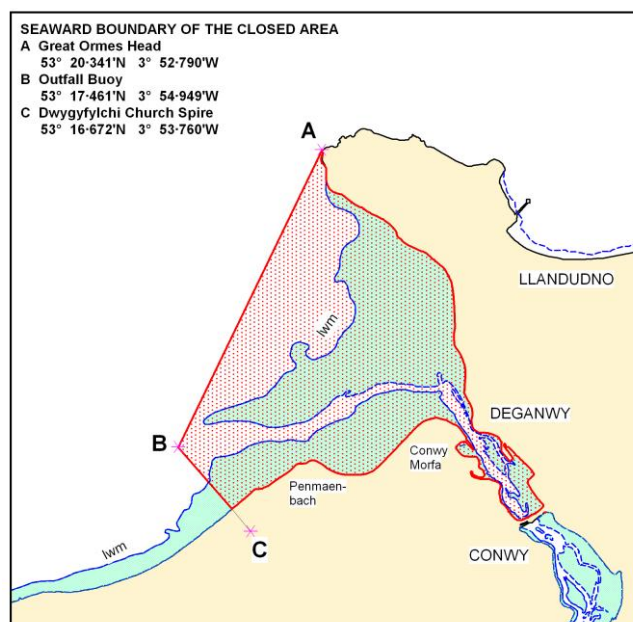 SEAWARD BOUNDARY OF THE CLOSED AREA
A Great Ormes Head
53° 20·341'N 3° 52·790'W
B Outfall Buoy
53° 17·461'N 3° 54·949'W
C Dwygyfylchi Church Spire
53° 16·672'N 3° 53·760'W
A
LLANDUDNO
lwm
DEGANWY
B
Conwy
Morfa
Penmaen-
bach
C
lwm
CONWY